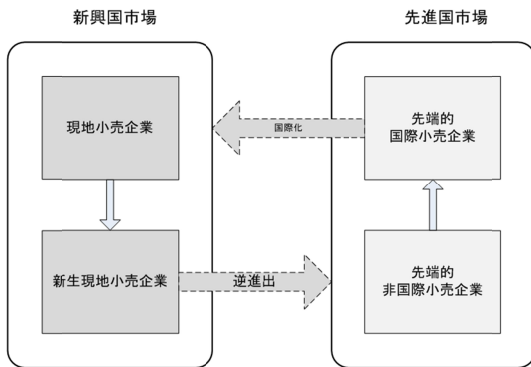 新興国市場
先進国市場
現地小売企業
国際化
先端的
国際小売企業
新生現地小売企業
逆進出
先端的
非国際小売企業